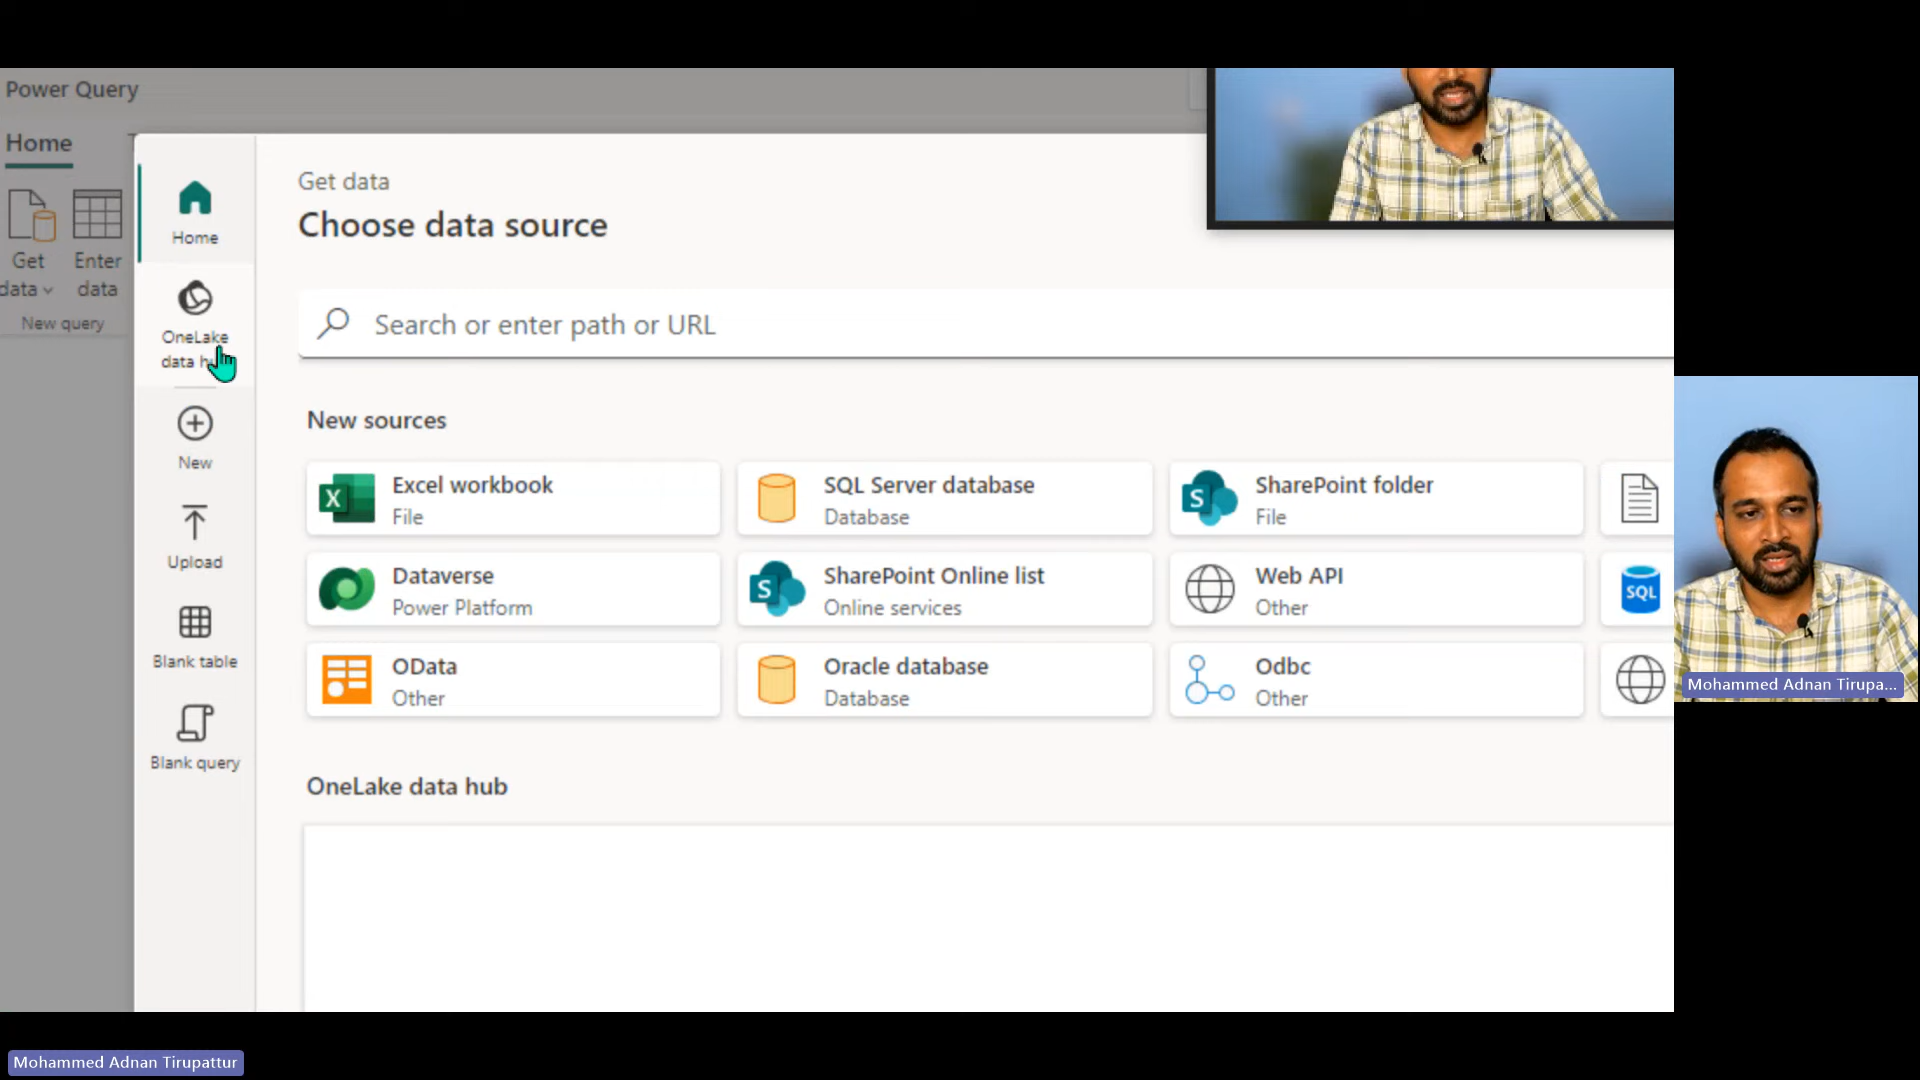 Power Query
Home
Get
data
Enter
data
New query
Home
OneLake
data h
New
Upload
Blank table
Blank query
Get data
Choose data source
Search or enter path or URL
New sources
Excel workbook
File
SQL Server database
Database
SharePoint folder
File
Dataverse
Power Platform
SharePoint Online list
Online services
Web API
Other
SQL
OData
Other
Oracle database
Database
Odbc
Other
OneLake data hub
Mohammed Adnan Tirupa...
Mohammed Adnan Tirupattur